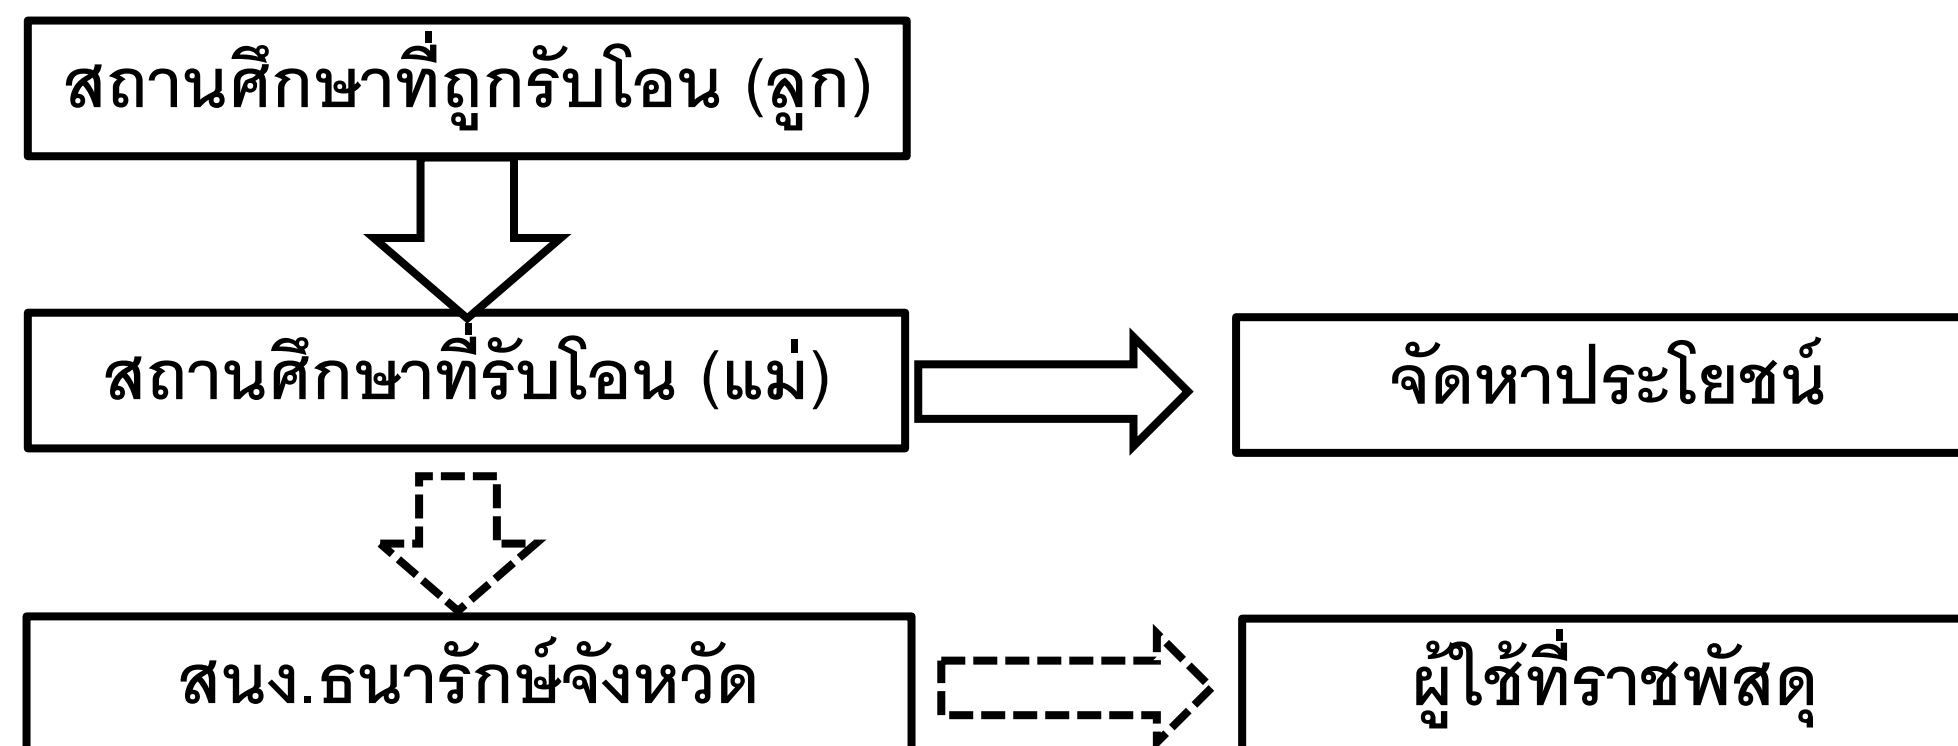 สถานศึกษาที่ถูกรับโอน (ลูก)
สถานศึกษาที่รับโอน (แม่)
จัดหาประโยชน์
สนง.ธนารักษ์จังหวัด
ผู้ใช้ที่ราชพัสดุ